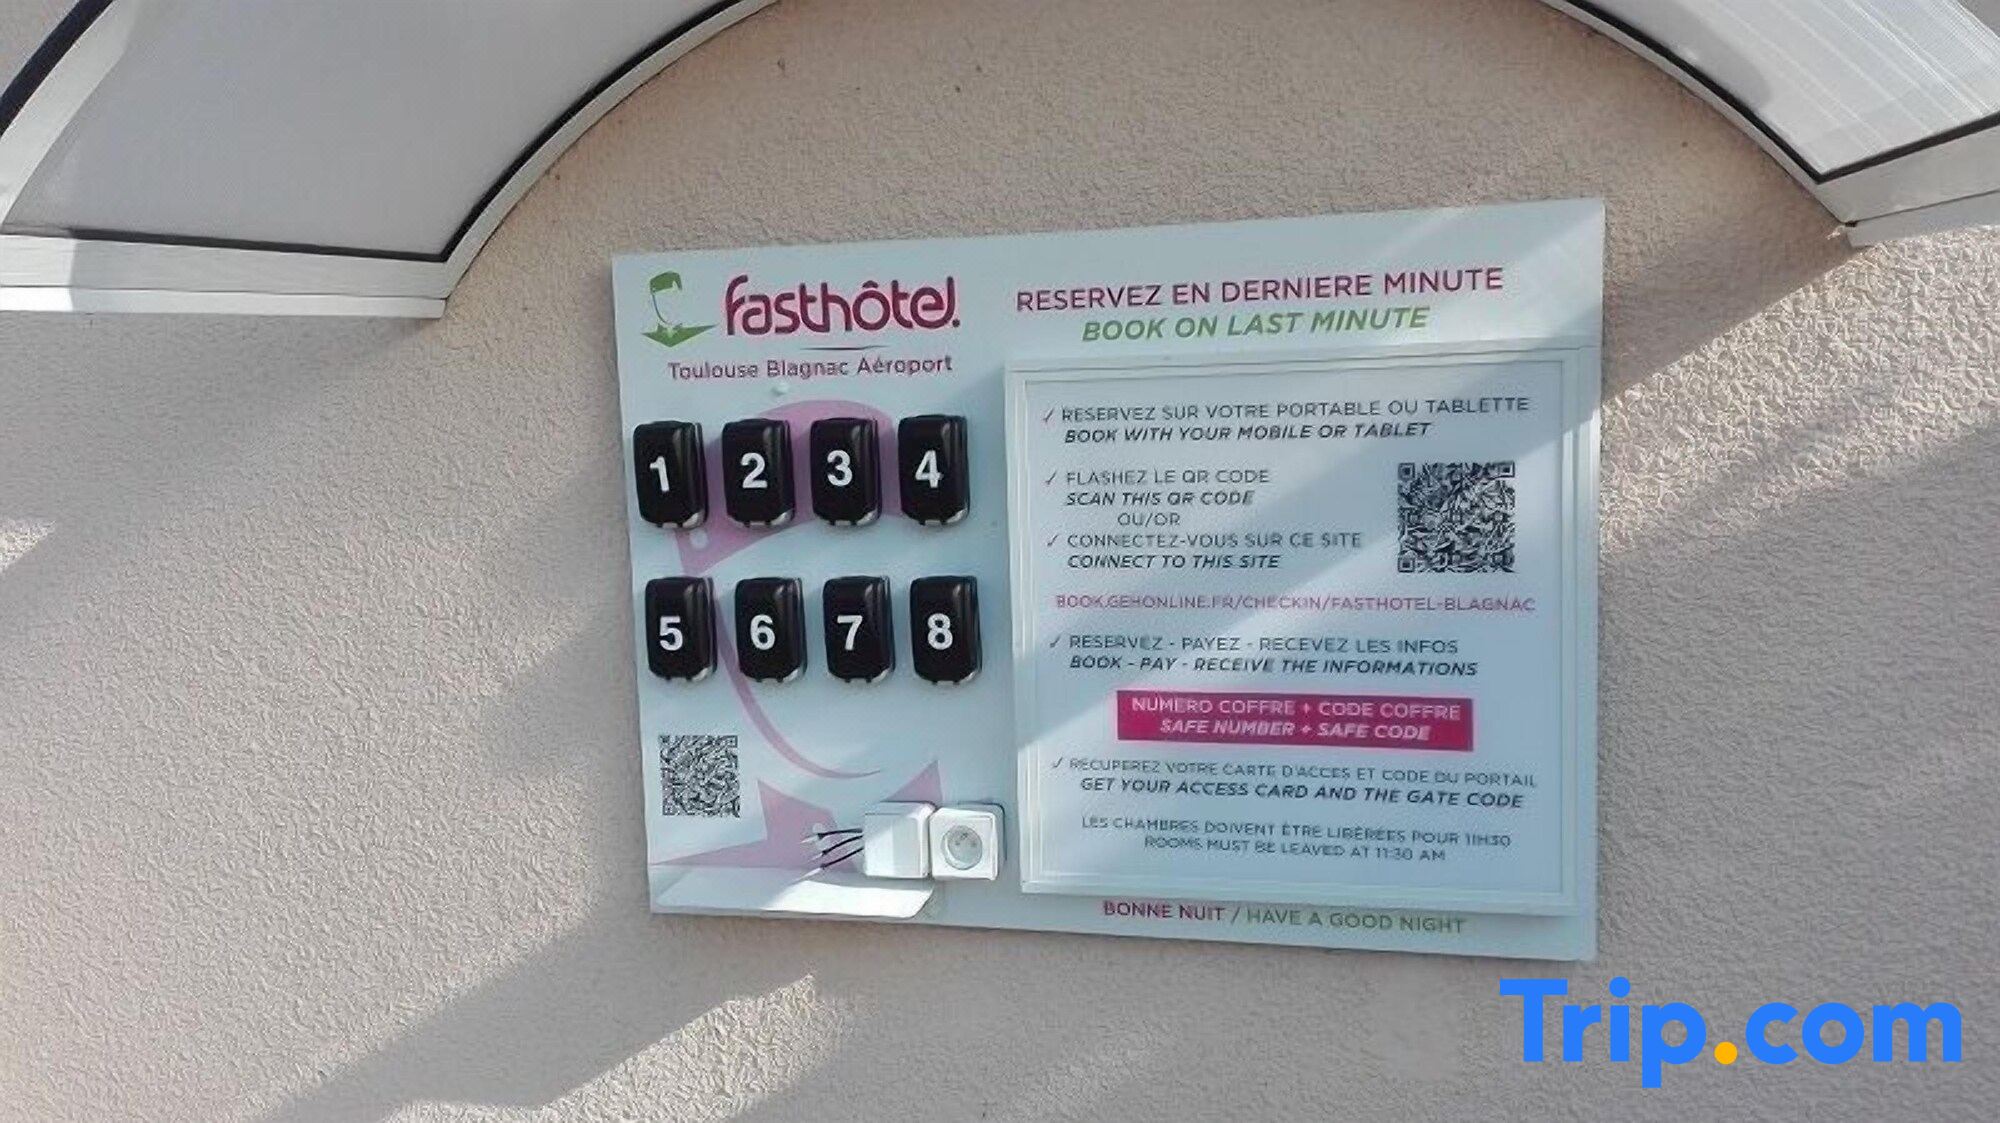 fasthôtel.
Toulouse Blagnac Aéroport
1
2
3
4
5
6
7
8
RESERVEZ EN DERNIERE MINUTE
BOOK ON LAST MINUTE
✓ RESERVEZ SUR VOTRE PORTABLE OU TABLETTE
BOOK WITH YOUR MOBILE OR TABLET
✓ FLASHEZ LE QR CODE
SCAN THIS QR CODE
OU/OR
✓ CONNECTEZ-VOUS SUR CE SITE
CONNECT TO THIS SITE
BOOK.GEHONLINE.FR/CHECKIN/FASTHOTEL-BLAGNAC
✓ RESERVEZ - PAYEZ - RECEVEZ LES INFOS
BOOK - PAY - RECEIVE THE INFORMATIONS
NUMERO COFFRE + CODE COFFRE
SAFE NUMBER + SAFE CODE
✓ RECUPEREZ VOTRE CARTE D'ACCES ET CODE DU PORTAIL
GET YOUR ACCESS CARD AND THE GATE CODE
LES CHAMBRES DOIVENT ÊTRE LIBÉRÉES POUR 11H30
ROOMS MUST BE LEAVED AT 11:30 AM
BONNE NUIT / HAVE A GOOD NIGHT
Trip.com